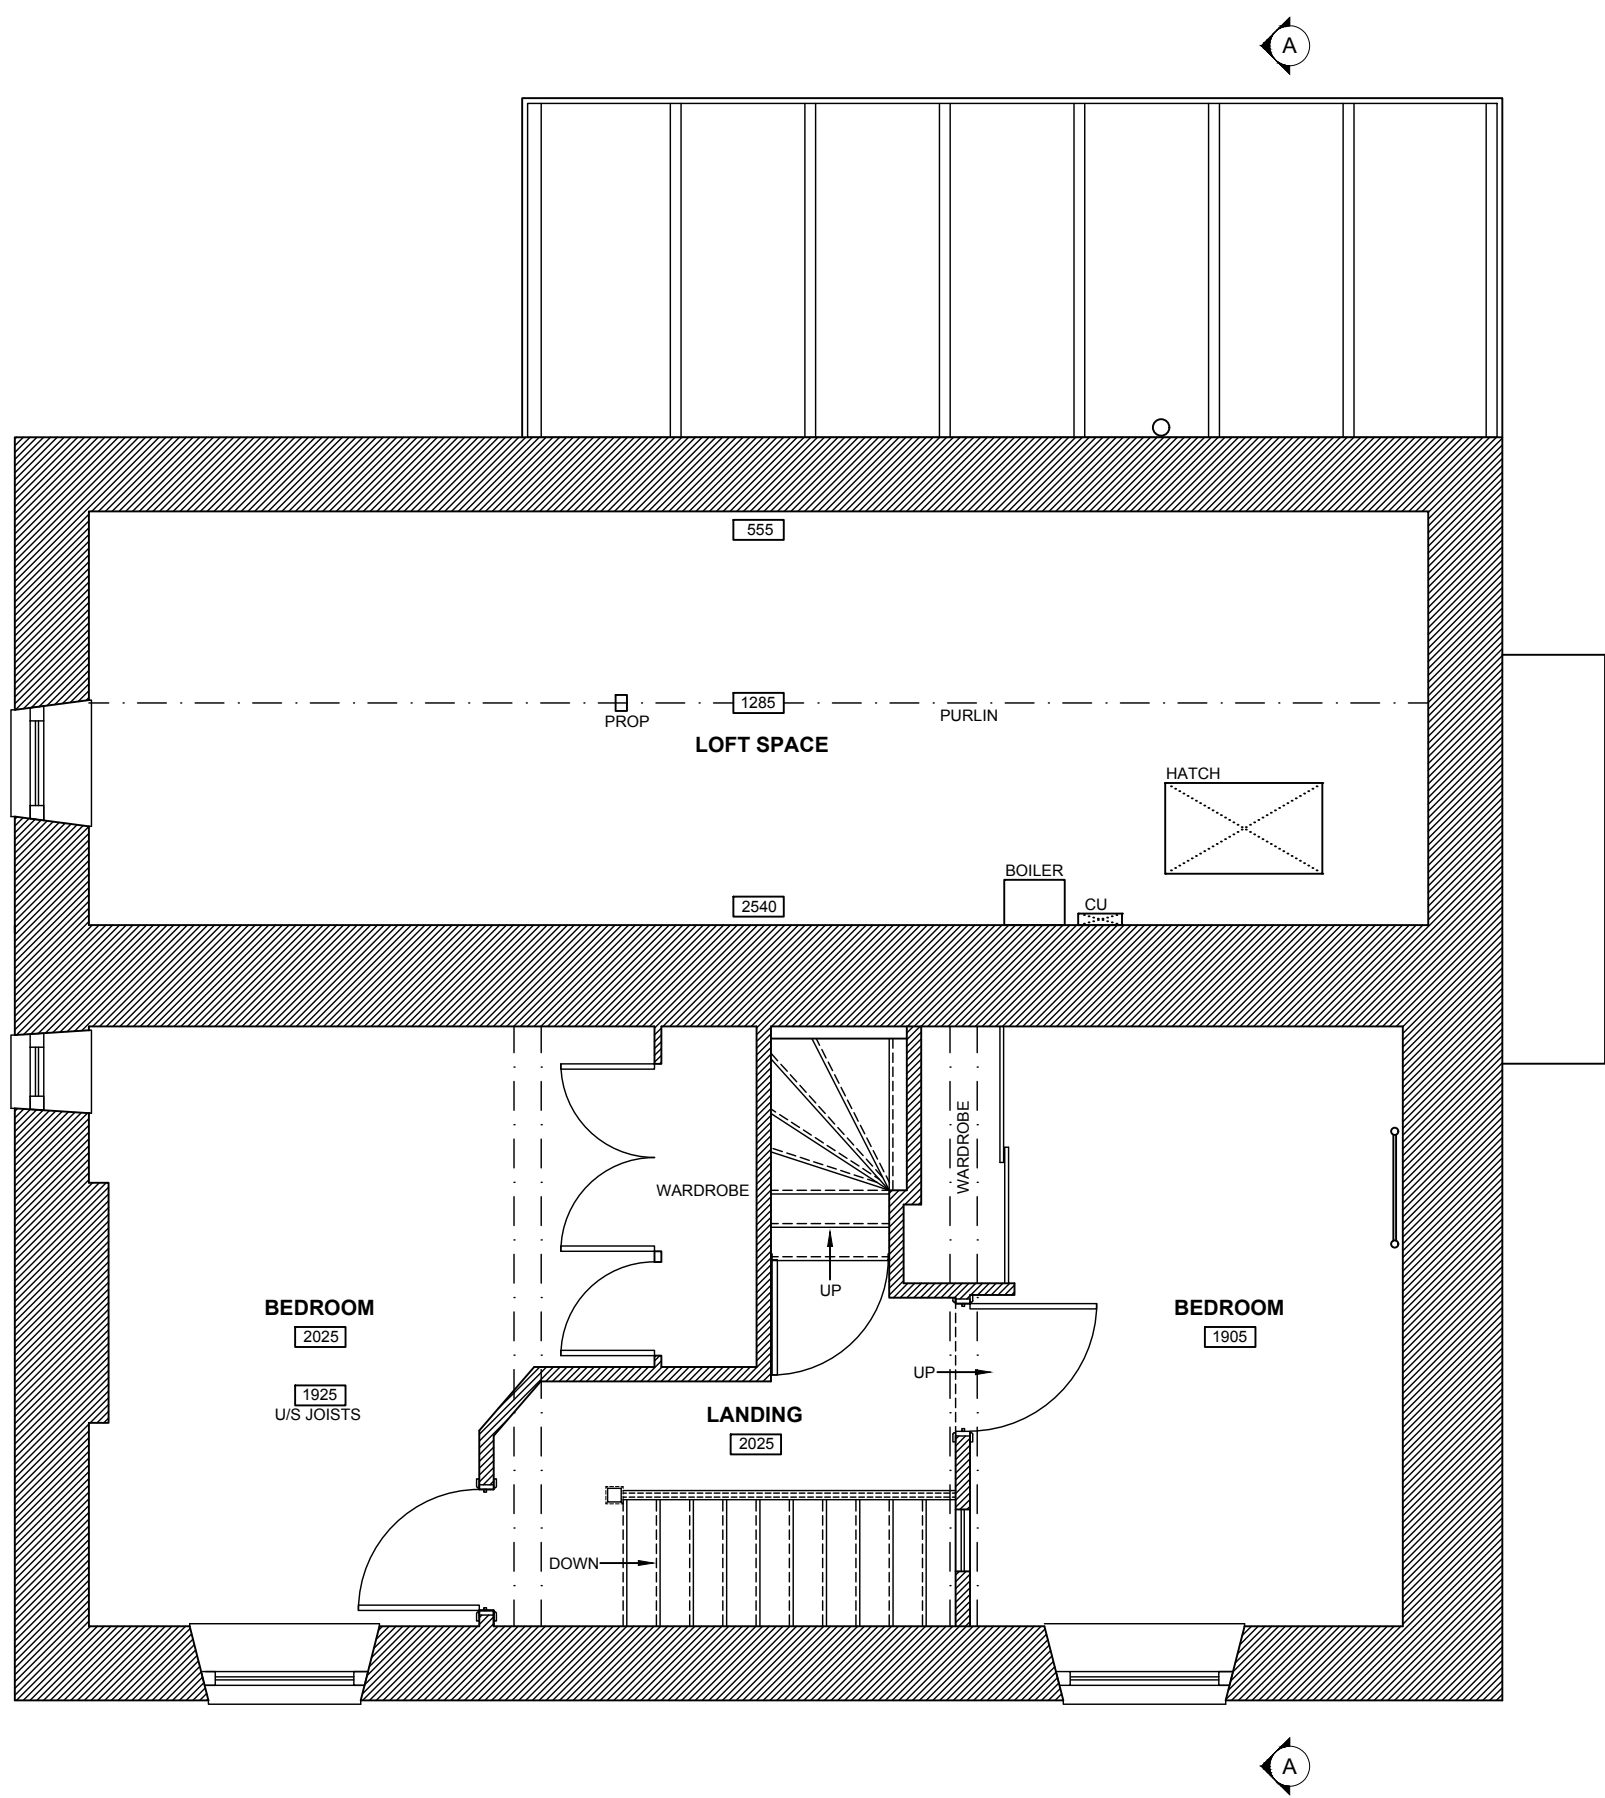 A
555
1285
PROP
PURLIN
LOFT SPACE
HATCH
BOILER
CU
2540
WARDROBE
WARDROBE
UP
BEDROOM
2025
1925
U/S JOISTS
BEDROOM
1905
UP
LANDING
2025
DOWN
A